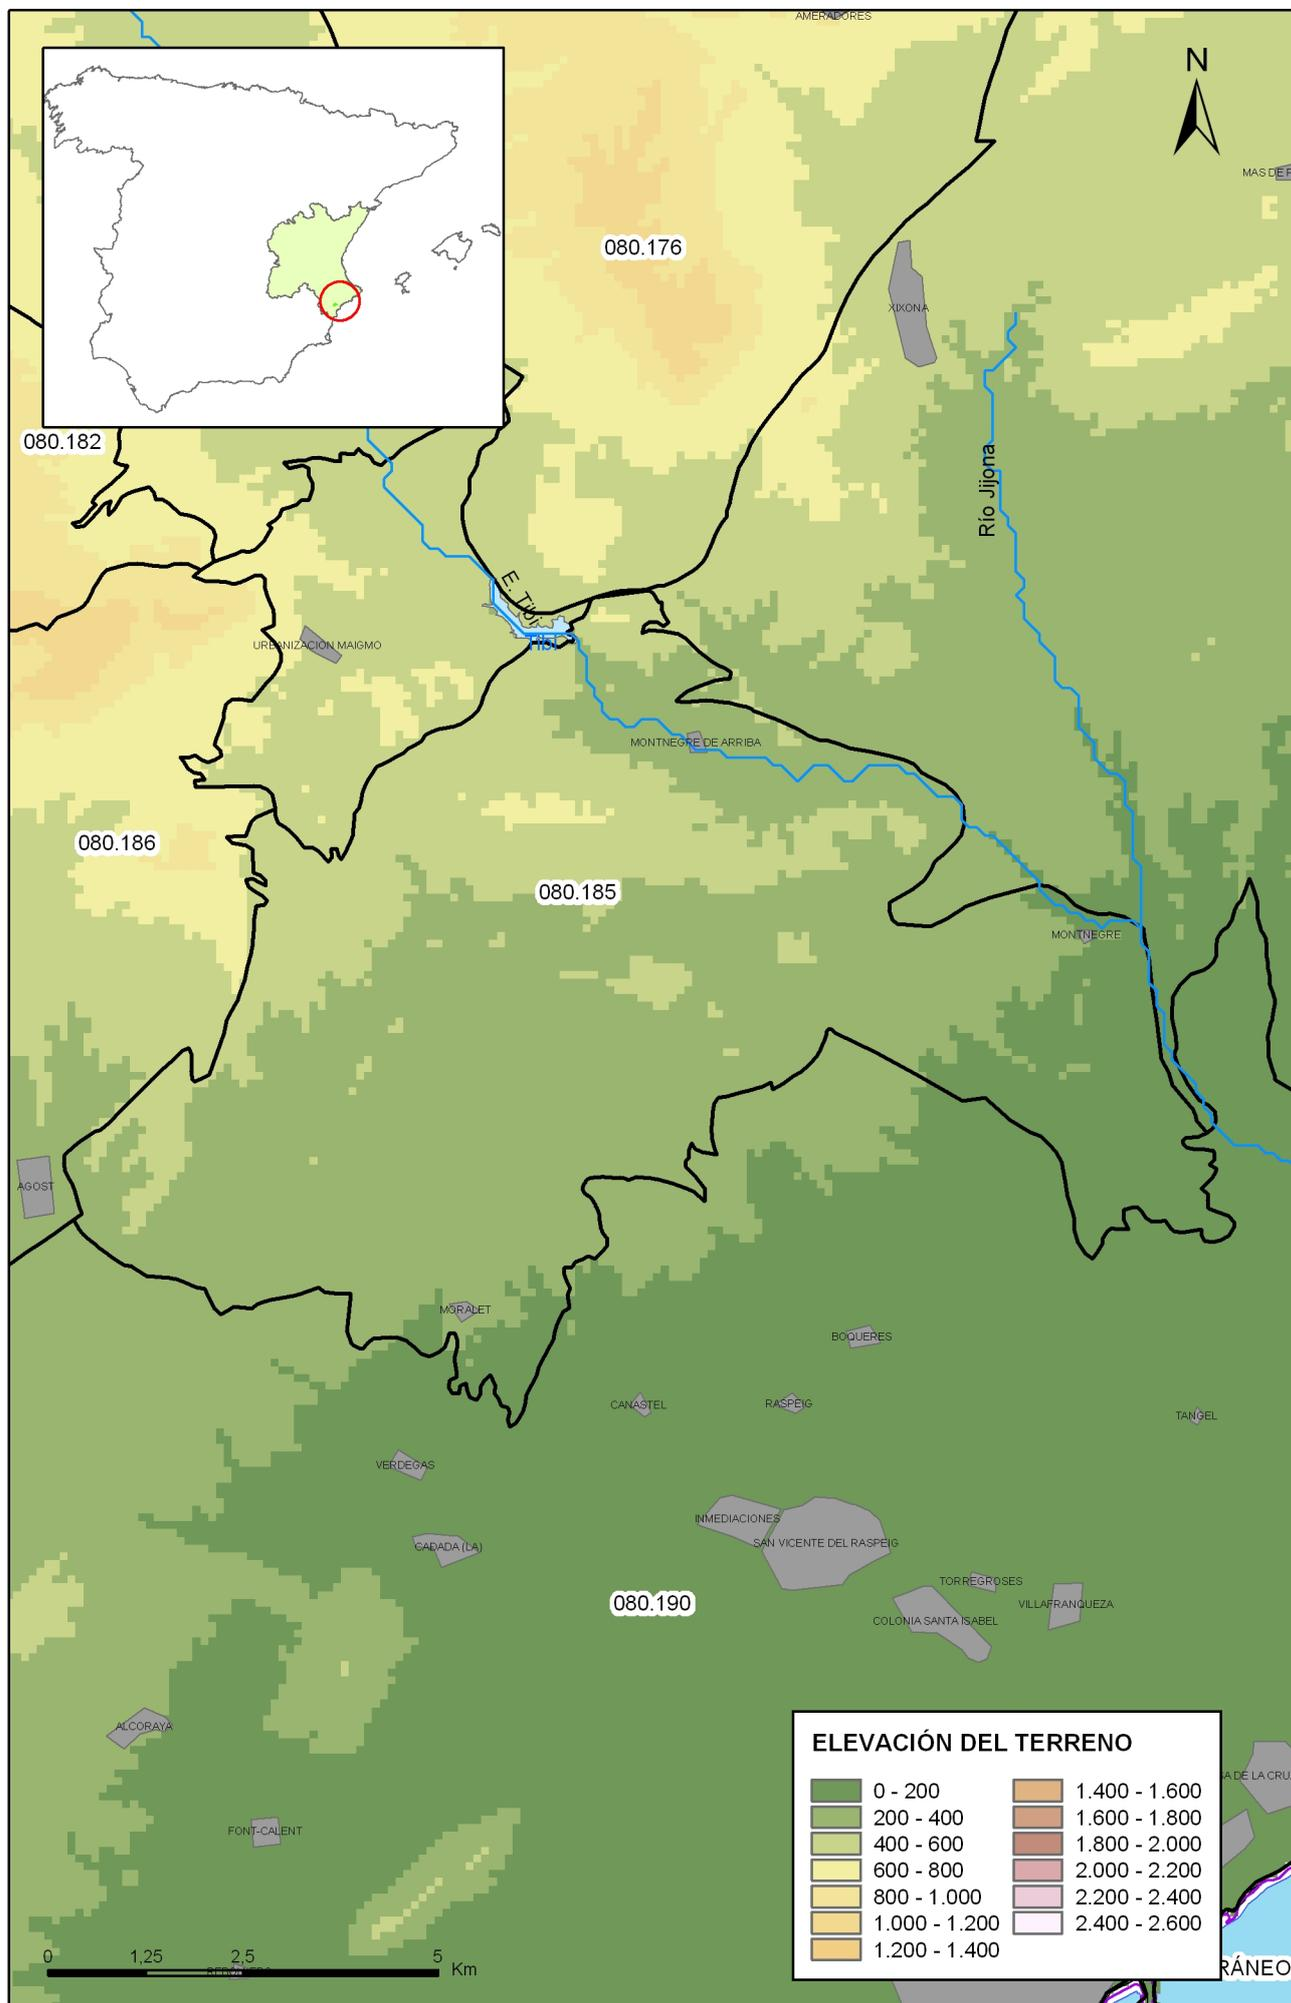 AMERADORES
N
080.176
XIXONA
080.182
Río Jijona
E. Tibi
Tibi
URBANIZACION MAIGMO
MONTNEGRE DE ARRIBA
080.186
080.185
MONTNEGRE
AGOST
MORALET
BOQUERES
CANASTEL
RASPEIG
TANGEL
VERDEGAS
INMEDIACIONES
CADADA (LA)
SAN VICENTE DEL RASPEIG
TORREGROSES
080.190
VILLAFRANQUEZA
COLONIA SANTA ISABEL
ALCORAYA
FONT-CALENT
ELEVACIÓN DEL TERRENO
0 - 200
200 - 400
400 - 600
600 - 800
800 - 1.000
1.000 - 1.200
1.200 - 1.400
1.400 - 1.600
1.600 - 1.800
1.800 - 2.000
2.000 - 2.200
2.200 - 2.400
2.400 - 2.600
DE LA
RÁNEO
0 1,25 2,5 5 Km